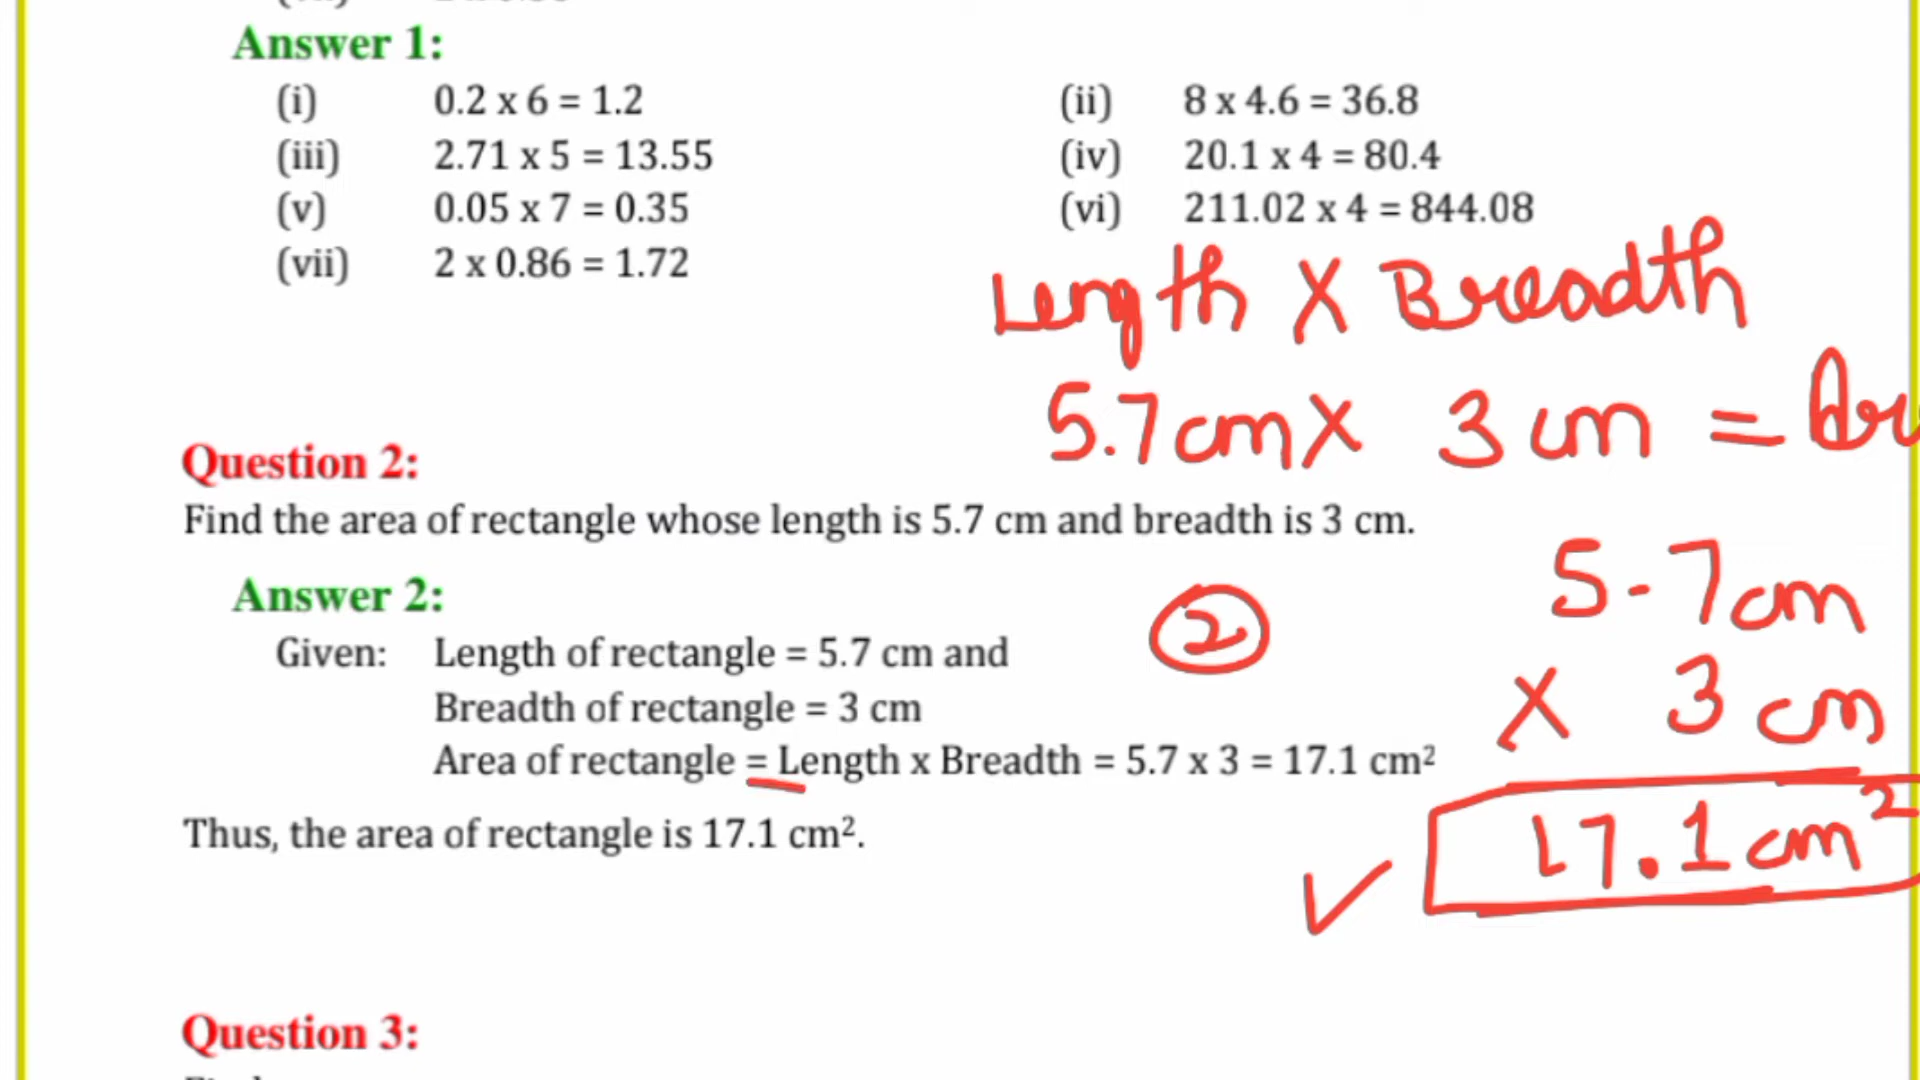 Answer 1:
(i) 0.2 x 6 = 1.2 (ii) 8 x 4.6 = 36.8
(iii) 2.71 x 5 = 13.55 (iv) 20.1 x 4 = 80.4
(v) 0.05 x 7 = 0.35 (vi) 211.02 x 4 = 844.08
(vii) 2 x 0.86 = 1.72
Length X Breadth
5.7cm X 3 cm =
Question 2:
Find the area of rectangle whose length is 5.7 cm and breadth is 3 cm.
Answer 2:
Given: Length of rectangle = 5.7 cm and
Breadth of rectangle = 3 cm
Area of rectangle = Length x Breadth = 5.7 x 3 = 17.1 cm²
Thus, the area of rectangle is 17.1 cm².
2
5.7cm
X 3 cm
17.1 cm²
Question 3: